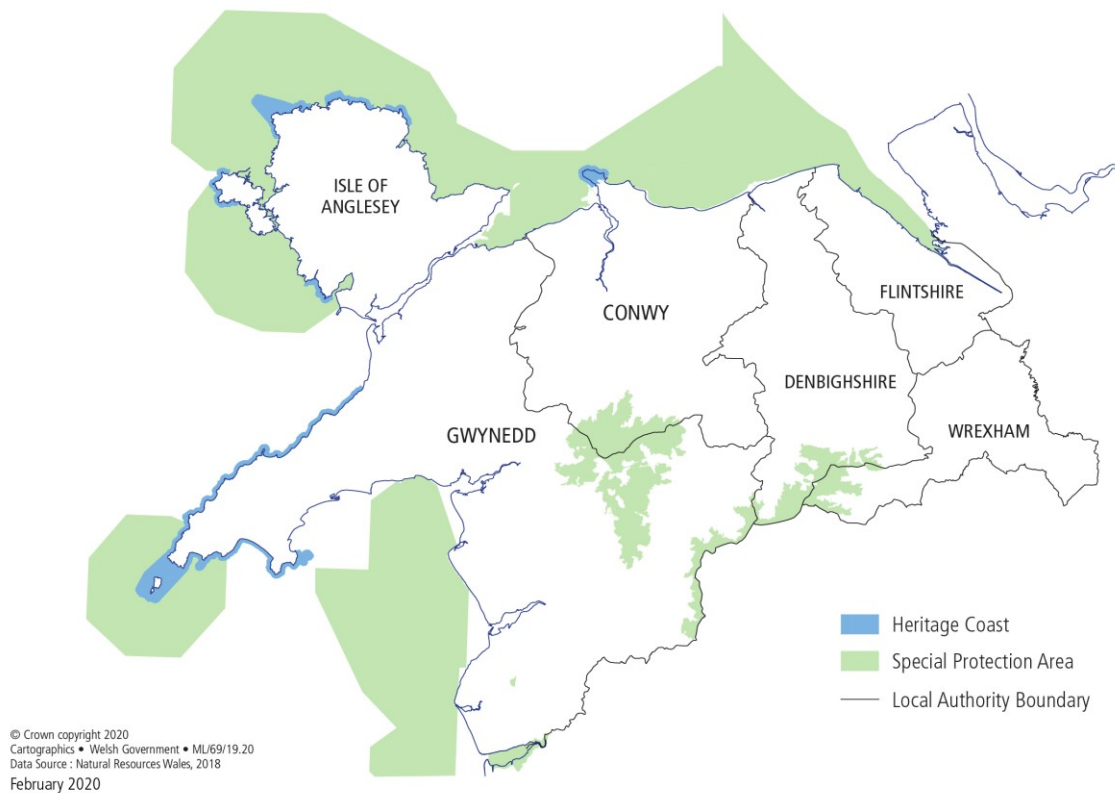 ISLE OF
ANGLESEY
CONWY
FLINTSHIRE
DENBIGHSHIRE
GWYNEDD
WREXHAM
Heritage Coast
Special Protection Area
Local Authority Boundary
© Crown copyright 2020
Cartographics • Welsh Government • ML/69/19.20
Data Source : Natural Resources Wales, 2018
February 2020